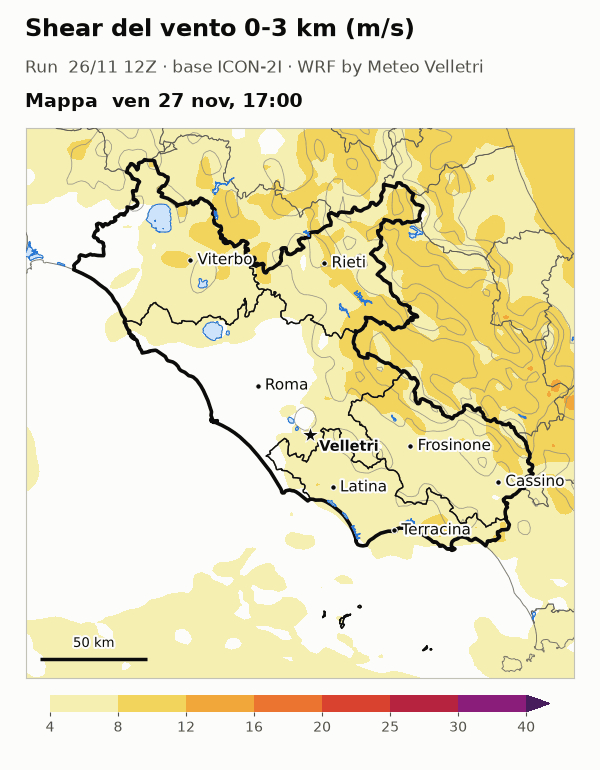 Shear del vento 0-3 km (m/s)
Run  26/11 12Z · base ICON-2I · WRF by Meteo Velletri
Mappa  ven 27 nov, 17:00
Viterbo
Rieti
Roma
Velletri
Frosinone
Cassino
Latina
Terracina
50 km
4 8 12 16 20 25 30 40